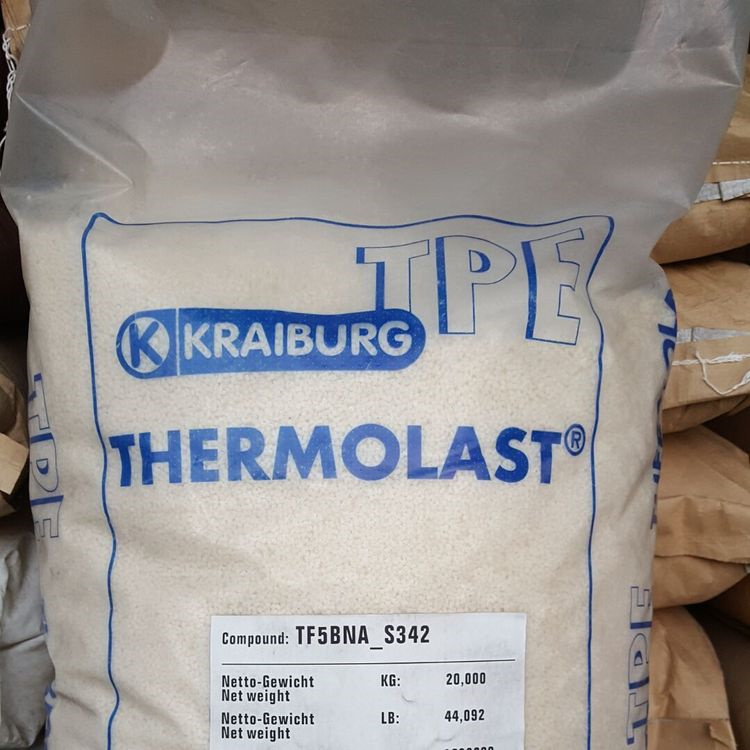 TPE
K KRAIBURG
THERMOLAST®
Compound: TF5BNA_S342
Netto-Gewicht KG: 20,000
Net weight
Netto-Gewicht LB: 44,092
Net weight
TPE
TPE